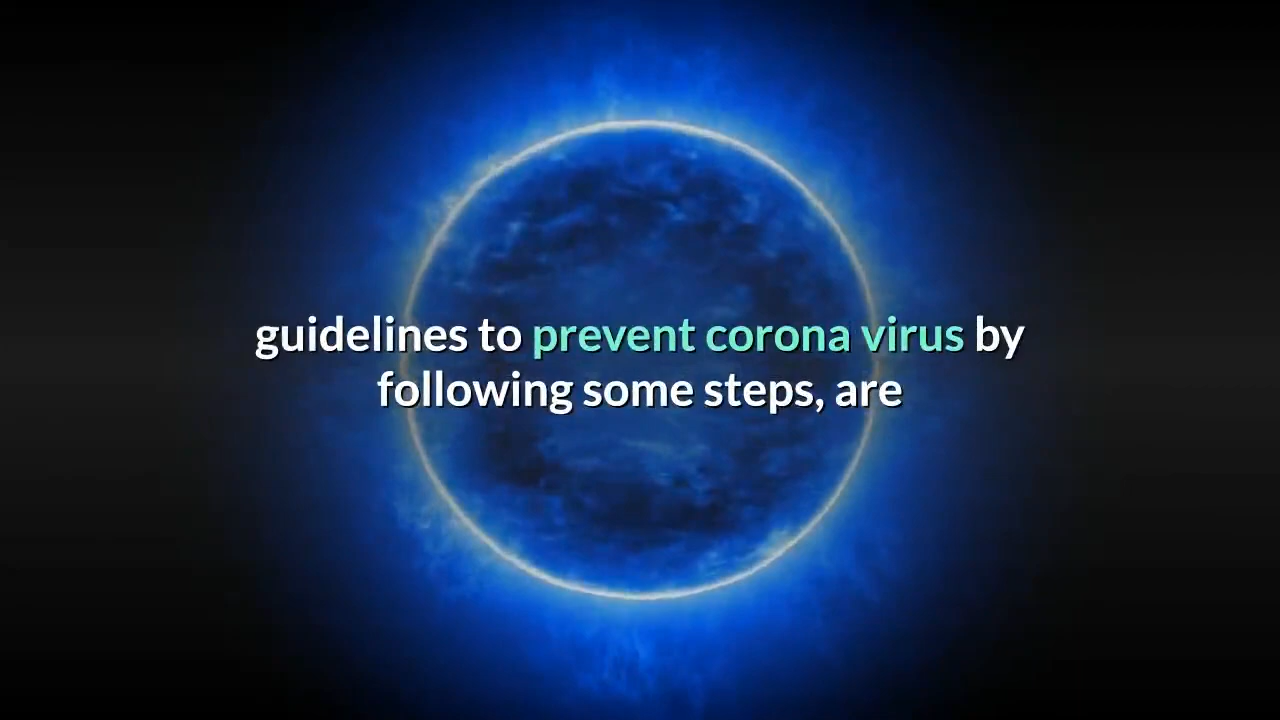 guidelines to prevent corona virus by
following some steps, are